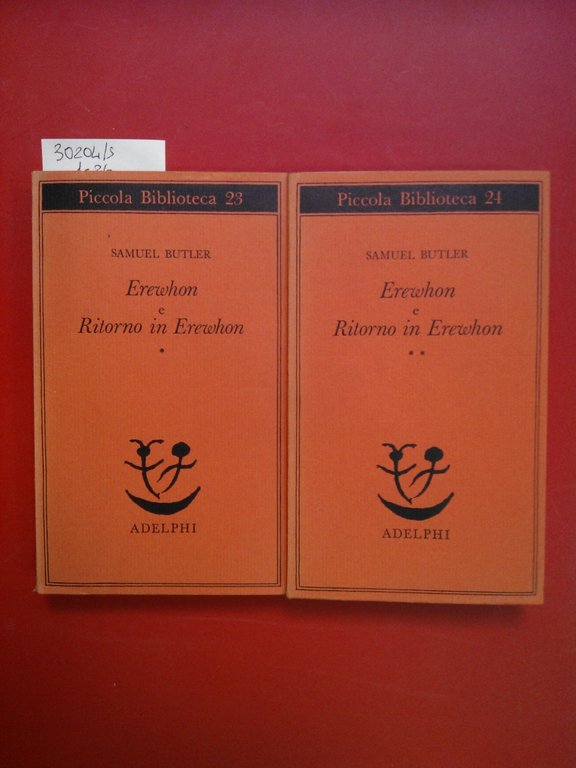 30204/s
Piccola Biblioteca 23
SAMUEL BUTLER
Erewhon
e
Ritorno in Erewhon
*
ADELPHI
Piccola Biblioteca 24
SAMUEL BUTLER
Erewhon
e
Ritorno in Erewhon
**
ADELPHI